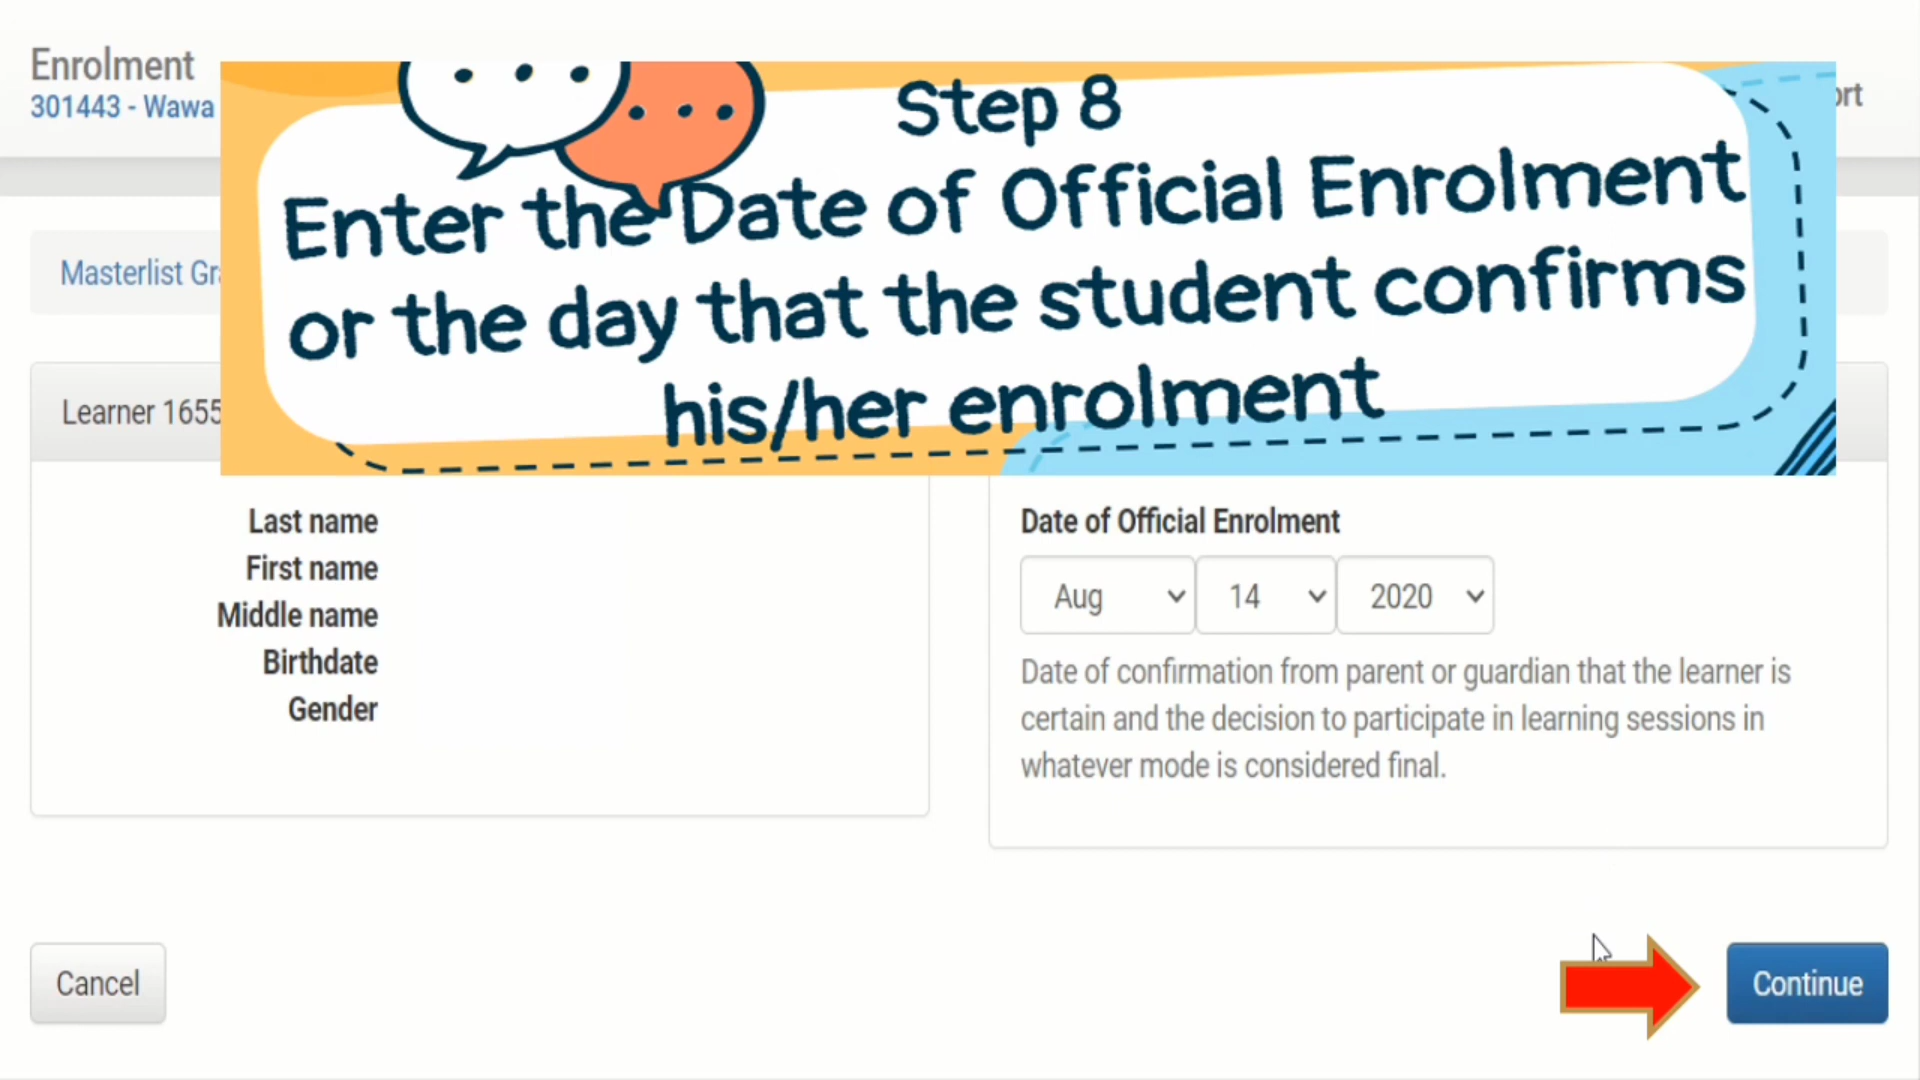 Enrolment
301443 - Wawa
Step 8
Enter the Date of Official Enrolment
or the day that the student confirms
his/her enrolment
Masterlist
Learner 1655
Last name
First name
Middle name
Birthdate
Gender
Date of Official Enrolment
Aug 14 2020
Date of confirmation from parent or guardian that the learner is
certain and the decision to participate in learning sessions in
whatever mode is considered final.
Cancel
Continue